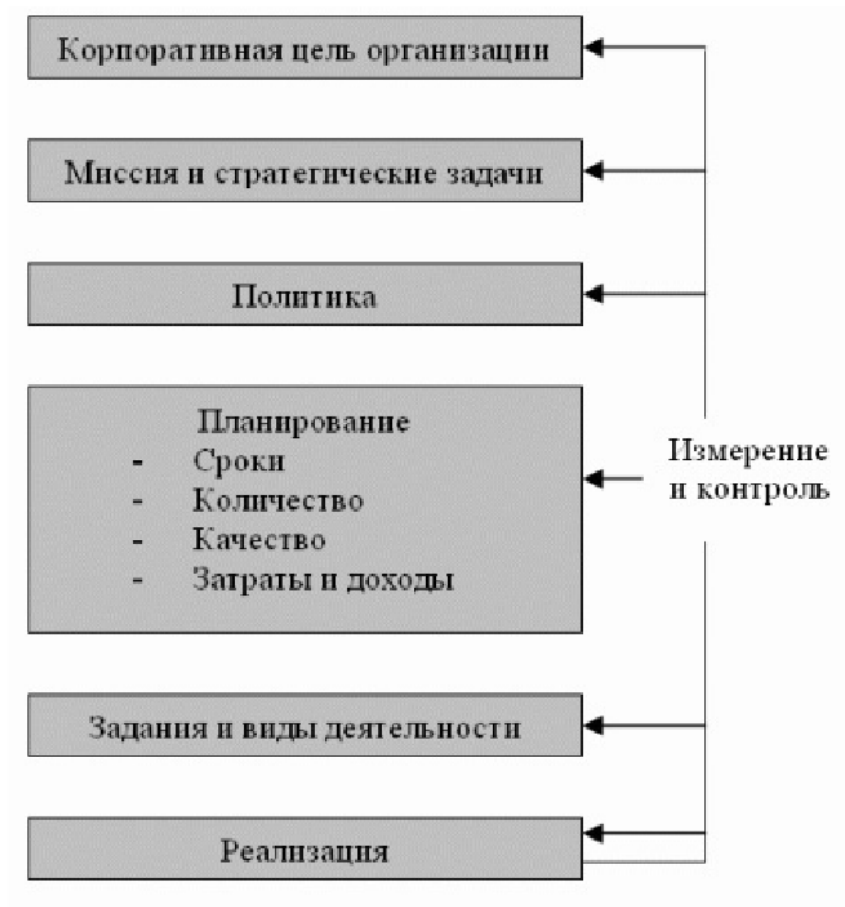 Корпоративная цель организации
Миссия и стратегические задачи
Политика
Планирование
- Сроки
- Количество
- Качество
- Затраты и доходы
Измерение
и контроль
Задания и виды деятельности
Реализация